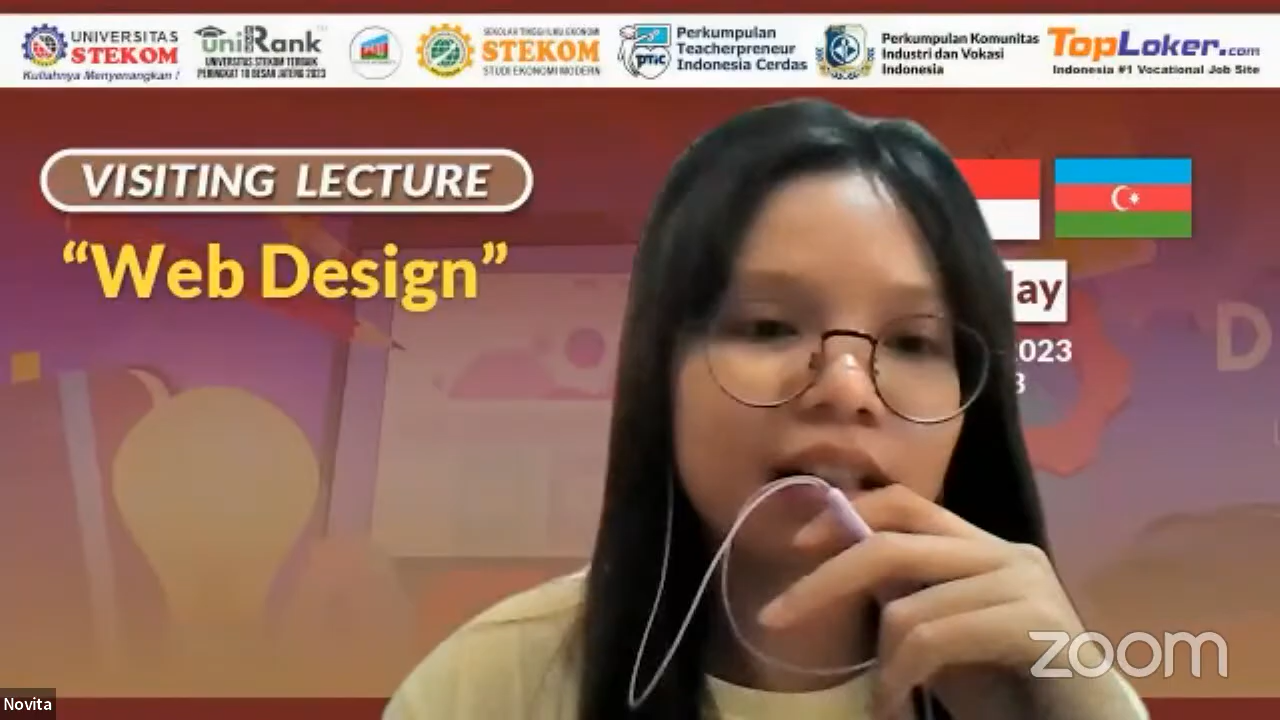 UNIVERSITAS
STEKOM
Kuliahnya Menyenangkan !
UniRank
UNIVERSITAS STEKOM TERBAIK
PERINGKAT 10 BESAR JATENG 2023
SEKOLAH TINGGI ILMU EKONOMI
STEKOM
STUDI EKONOMI MODERN
PTIC
Perkumpulan
Teacherpreneur
Indonesia Cerdas
Perkumpulan Komunitas
Industri dan Vokasi
Indonesia
TopLoker.com
Indonesia #1 Vocational Job Site
VISITING LECTURE
“Web Design”
ay
2023
D
zoom
Novita